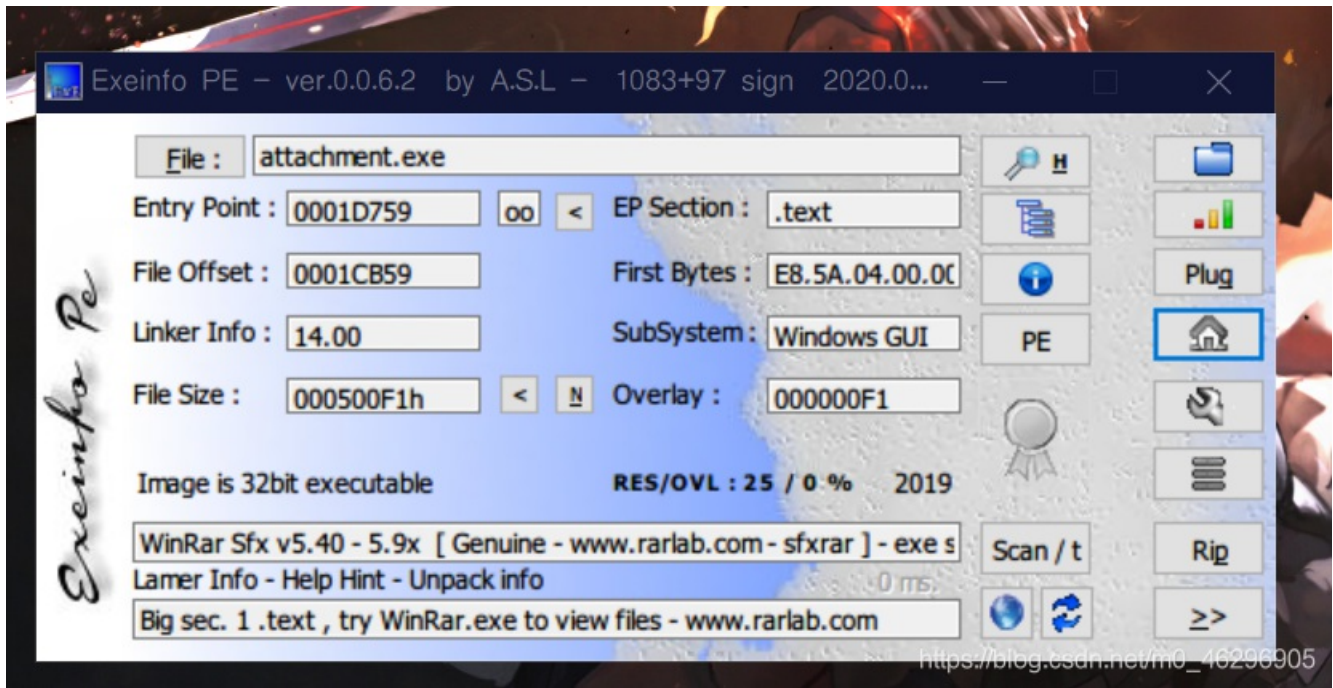 Exeinfo PE - ver.0.0.6.2 by A.S.L - 1083+97 sign 2020.0...
Exeinfo Pe
File : attachment.exe
H
Entry Point : 0001D759 oo < EP Section : .text
File Offset : 0001CB59 First Bytes : E8.5A.04.00.00
Plug
Linker Info : 14.00 SubSystem : Windows GUI
PE
File Size : 000500F1h < N Overlay : 000000F1
Image is 32bit executable RES/OVL : 25 / 0 % 2019
WinRar Sfx v5.40 - 5.9x [ Genuine - www.rarlab.com - sfxrar ] - exe s
Scan / t Rip
Lamer Info - Help Hint - Unpack info 0 ms.
Big sec. 1 .text , try WinRar.exe to view files - www.rarlab.com
>>
https://blog.csdn.net/m0_46296905